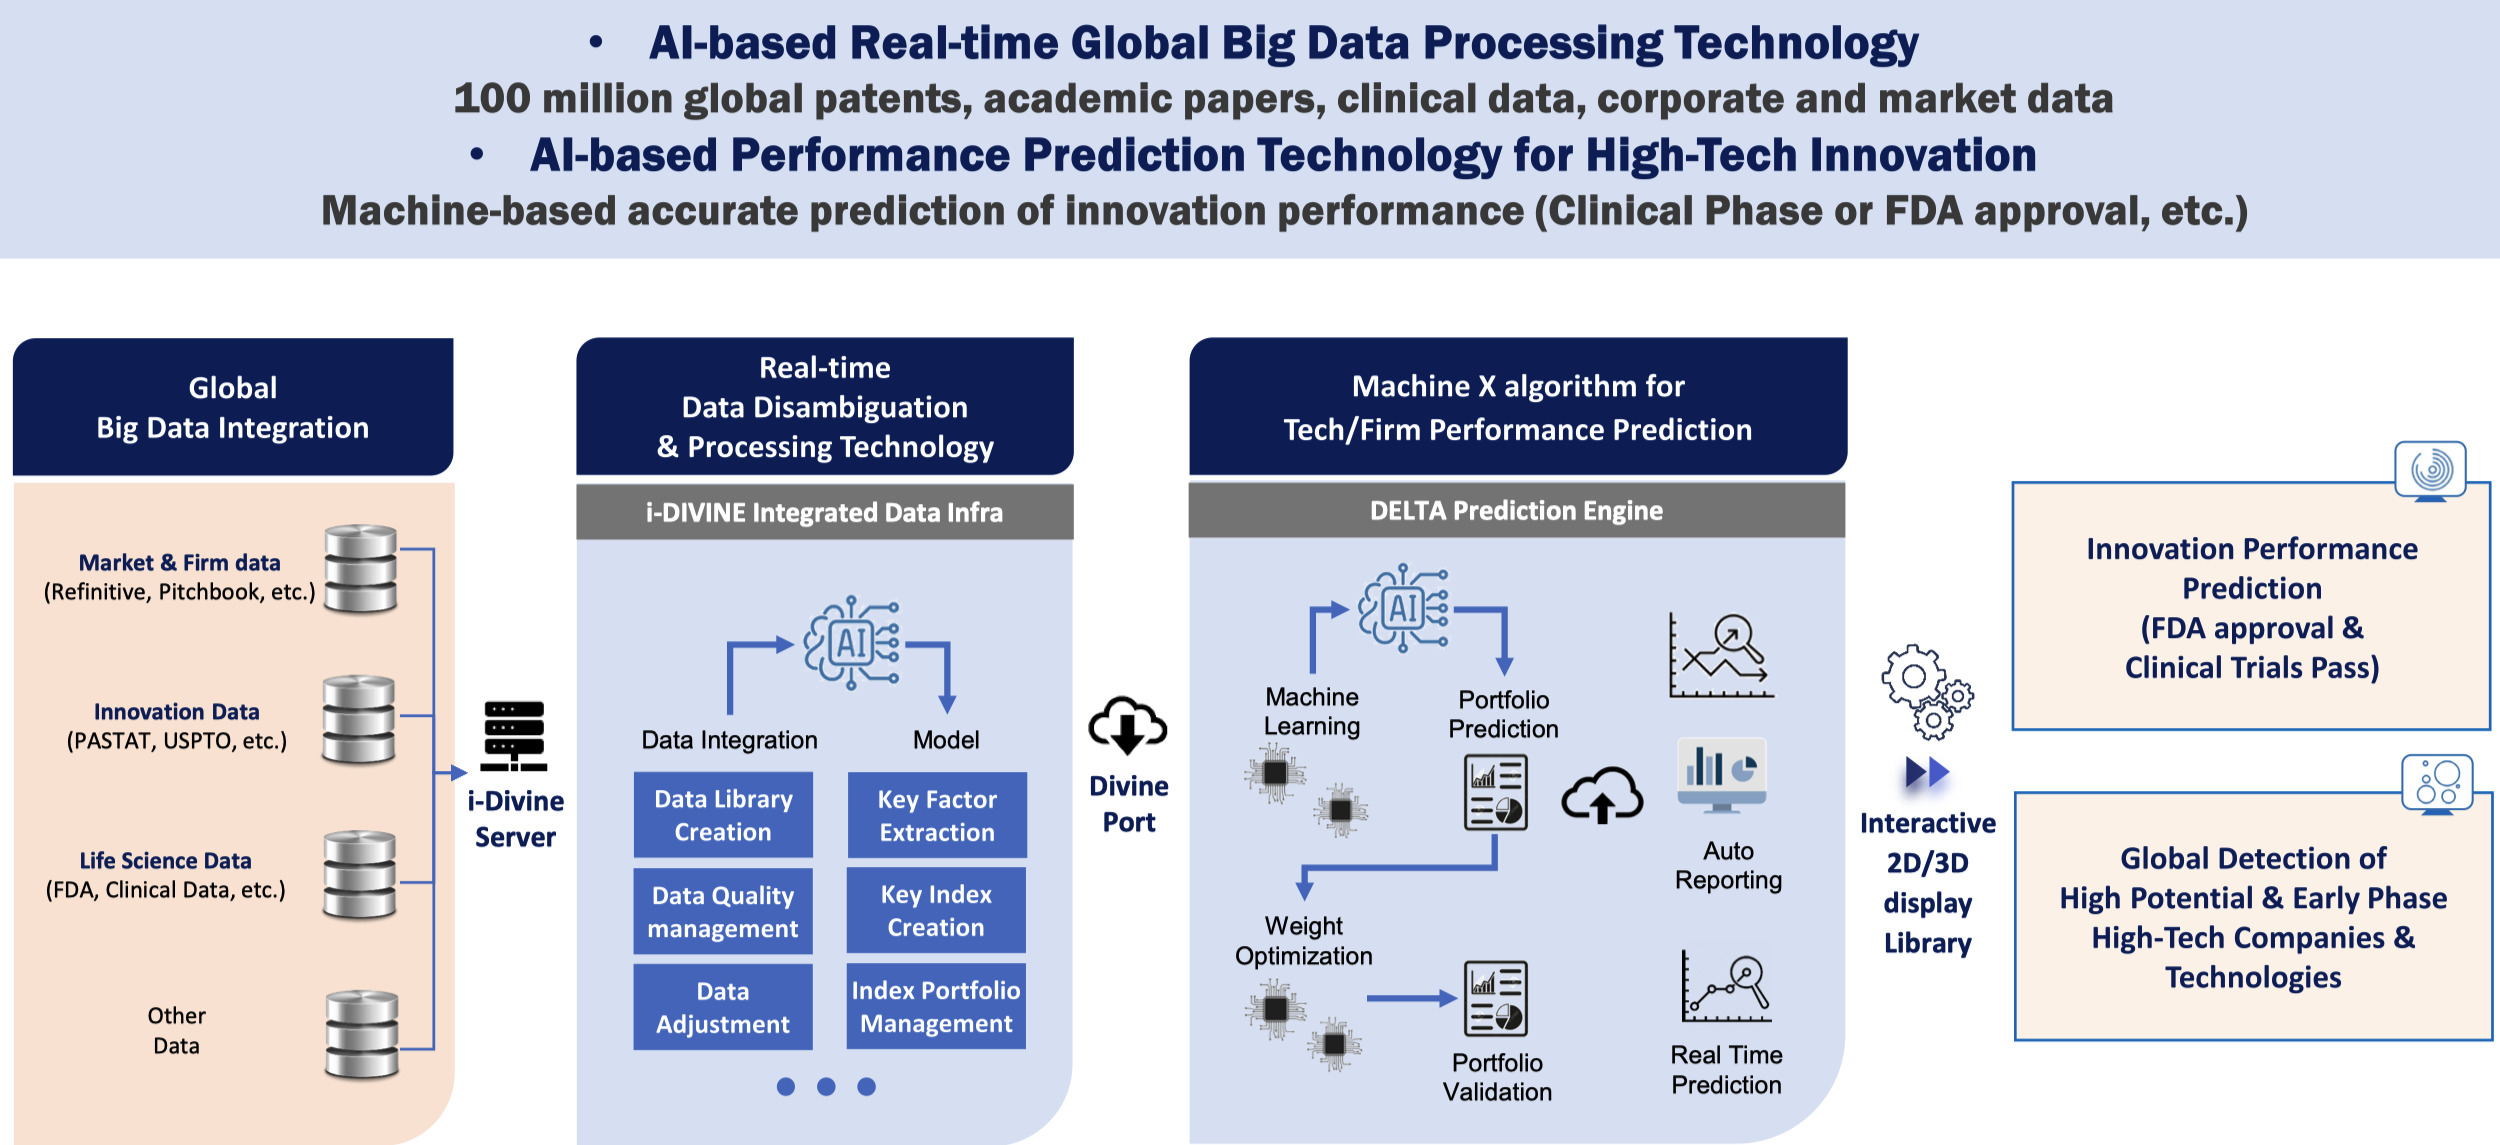 • AI-based Real-time Global Big Data Processing Technology
100 million global patents, academic papers, clinical data, corporate and market data
• AI-based Performance Prediction Technology for High-Tech Innovation
Machine-based accurate prediction of innovation performance (Clinical Phase or FDA approval, etc.)
Global
Big Data Integration
Market & Firm data
(Refinitive, Pitchbook, etc.)
Innovation Data
(PASTAT, USPTO, etc.)
Life Science Data
(FDA, Clinical Data, etc.)
Other
Data
i-Divine
Server
Real-time
Data Disambiguation
& Processing Technology
i-DIVINE Integrated Data Infra
AI
Data Integration
Model
Data Library
Creation
Key Factor
Extraction
Data Quality
management
Key Index
Creation
Data
Adjustment
Index Portfolio
Management
Divine
Port
Machine X algorithm for
Tech/Firm Performance Prediction
DELTA Prediction Engine
AI
Machine
Learning
Portfolio
Prediction
Weight
Optimization
Portfolio
Validation
Auto
Reporting
Real Time
Prediction
Interactive
2D/3D
display
Library
Innovation Performance
Prediction
(FDA approval &
Clinical Trials Pass)
Global Detection of
High Potential & Early Phase
High-Tech Companies &
Technologies